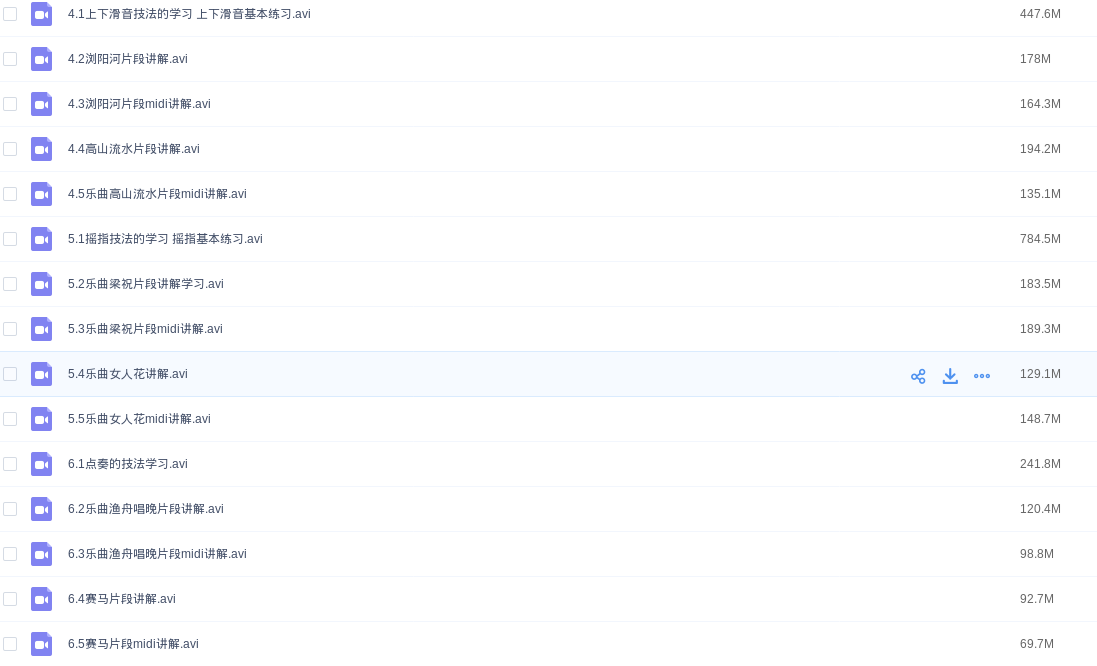 4.1上下滑音技法的学习 上下滑音基本练习.avi 447.6M
4.2浏阳河片段讲解.avi 178M
4.3浏阳河片段midi讲解.avi 164.3M
4.4高山流水片段讲解.avi 194.2M
4.5乐曲高山流水片段midi讲解.avi 135.1M
5.1摇指技法的学习 摇指基本练习.avi 784.5M
5.2乐曲梁祝片段讲解学习.avi 183.5M
5.3乐曲梁祝片段midi讲解.avi 189.3M
5.4乐曲女人花讲解.avi 129.1M
5.5乐曲女人花midi讲解.avi 148.7M
6.1点奏的技法学习.avi 241.8M
6.2乐曲渔舟唱晚片段讲解.avi 120.4M
6.3乐曲渔舟唱晚片段midi讲解.avi 98.8M
6.4赛马片段讲解.avi 92.7M
6.5赛马片段midi讲解.avi 69.7M